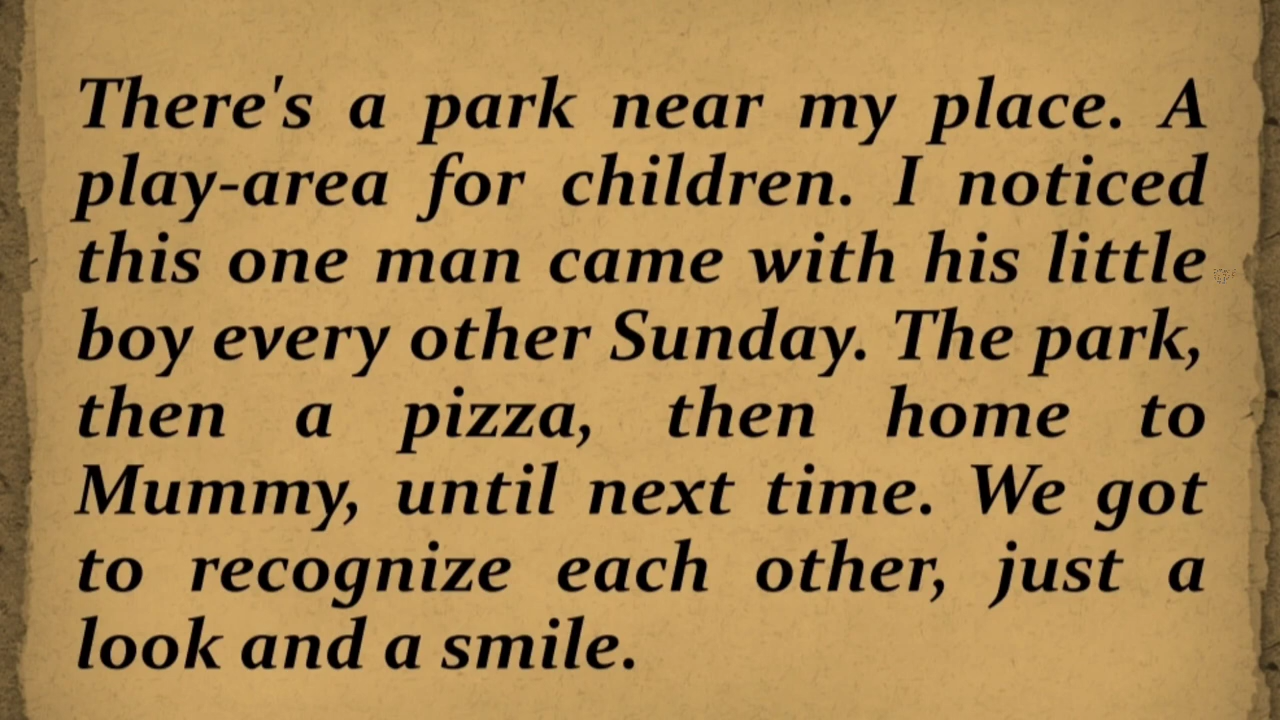 There's a park near my place. A
play-area for children. I noticed
this one man came with his little
boy every other Sunday. The park,
then a pizza, then home to
Mummy, until next time. We got
to recognize each other, just a
look and a smile.